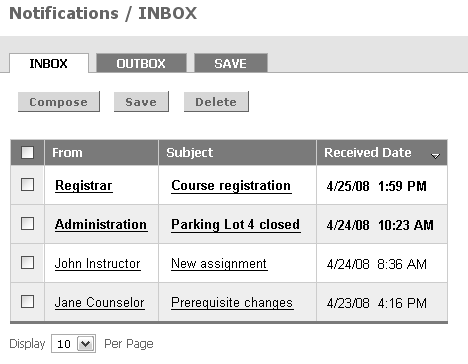 Notifications / INBOX
INBOX OUTBOX SAVE
Compose Save Delete
From Subject Received Date
Registrar Course registration 4/25/08 1:59 PM
Administration Parking Lot 4 closed 4/24/08 10:23 AM
John Instructor New assignment 4/24/08 8:36 AM
Jane Counselor Prerequisite changes 4/23/08 4:16 PM
Display 10 Per Page